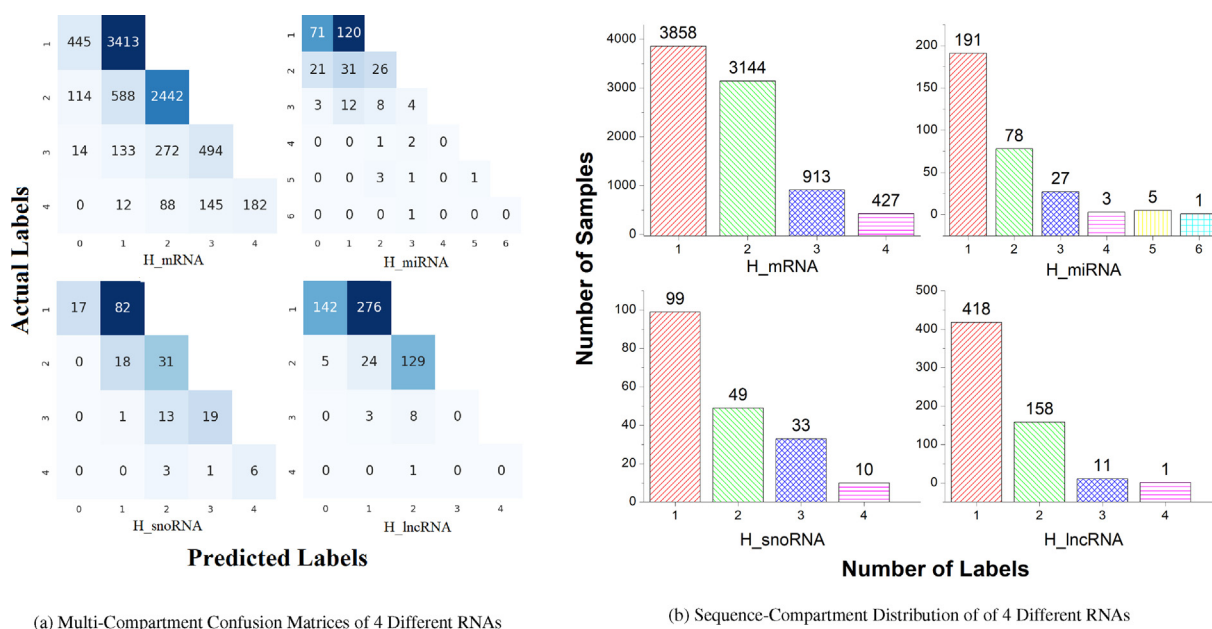 1 445 3413
2 114 588 2442
3 14 133 272 494
4 0 12 88 145 182
0 1 2 3 4
H_mRNA
1 71 120
2 21 31 26
3 3 12 8 4
4 0 0 1 2 0
5 0 0 3 1 0 1
6 0 0 0 1 0 0 0
0 1 2 3 4 5 6
H_miRNA
Actual Labels
1 17 82
2 0 18 31
3 0 1 13 19
4 0 0 3 1 6
0 1 2 3 4
H_snoRNA
1 142 276
2 5 24 129
3 0 3 8 0
4 0 0 1 0 0
0 1 2 3 4
H_lncRNA
Predicted Labels
(a) Multi-Compartment Confusion Matrices of 4 Different RNAs
Number of Samples
4000
3000
2000
1000
0
3858
3144
913
427
1 2 3 4
H_mRNA
200
150
100
50
0
191
78
27
3
5
1
1 2 3 4 5 6
H_miRNA
100
80
60
40
20
0
99
49
33
10
1 2 3 4
H_snoRNA
500
400
300
200
100
0
418
158
11
1
1 2 3 4
H_lncRNA
Number of Labels
(b) Sequence-Compartment Distribution of of 4 Different RNAs